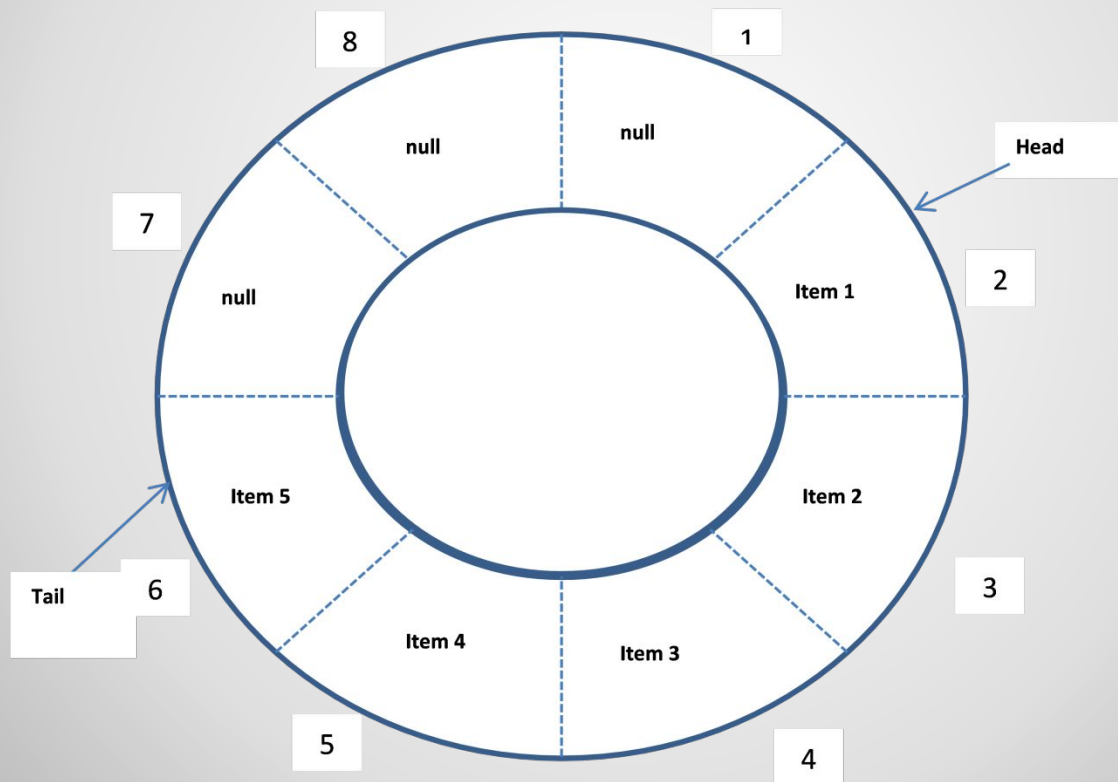 8
1
null
null
Head
7
2
null
Item 1
Item 5
Item 2
Tail
6
3
Item 4
Item 3
5
4